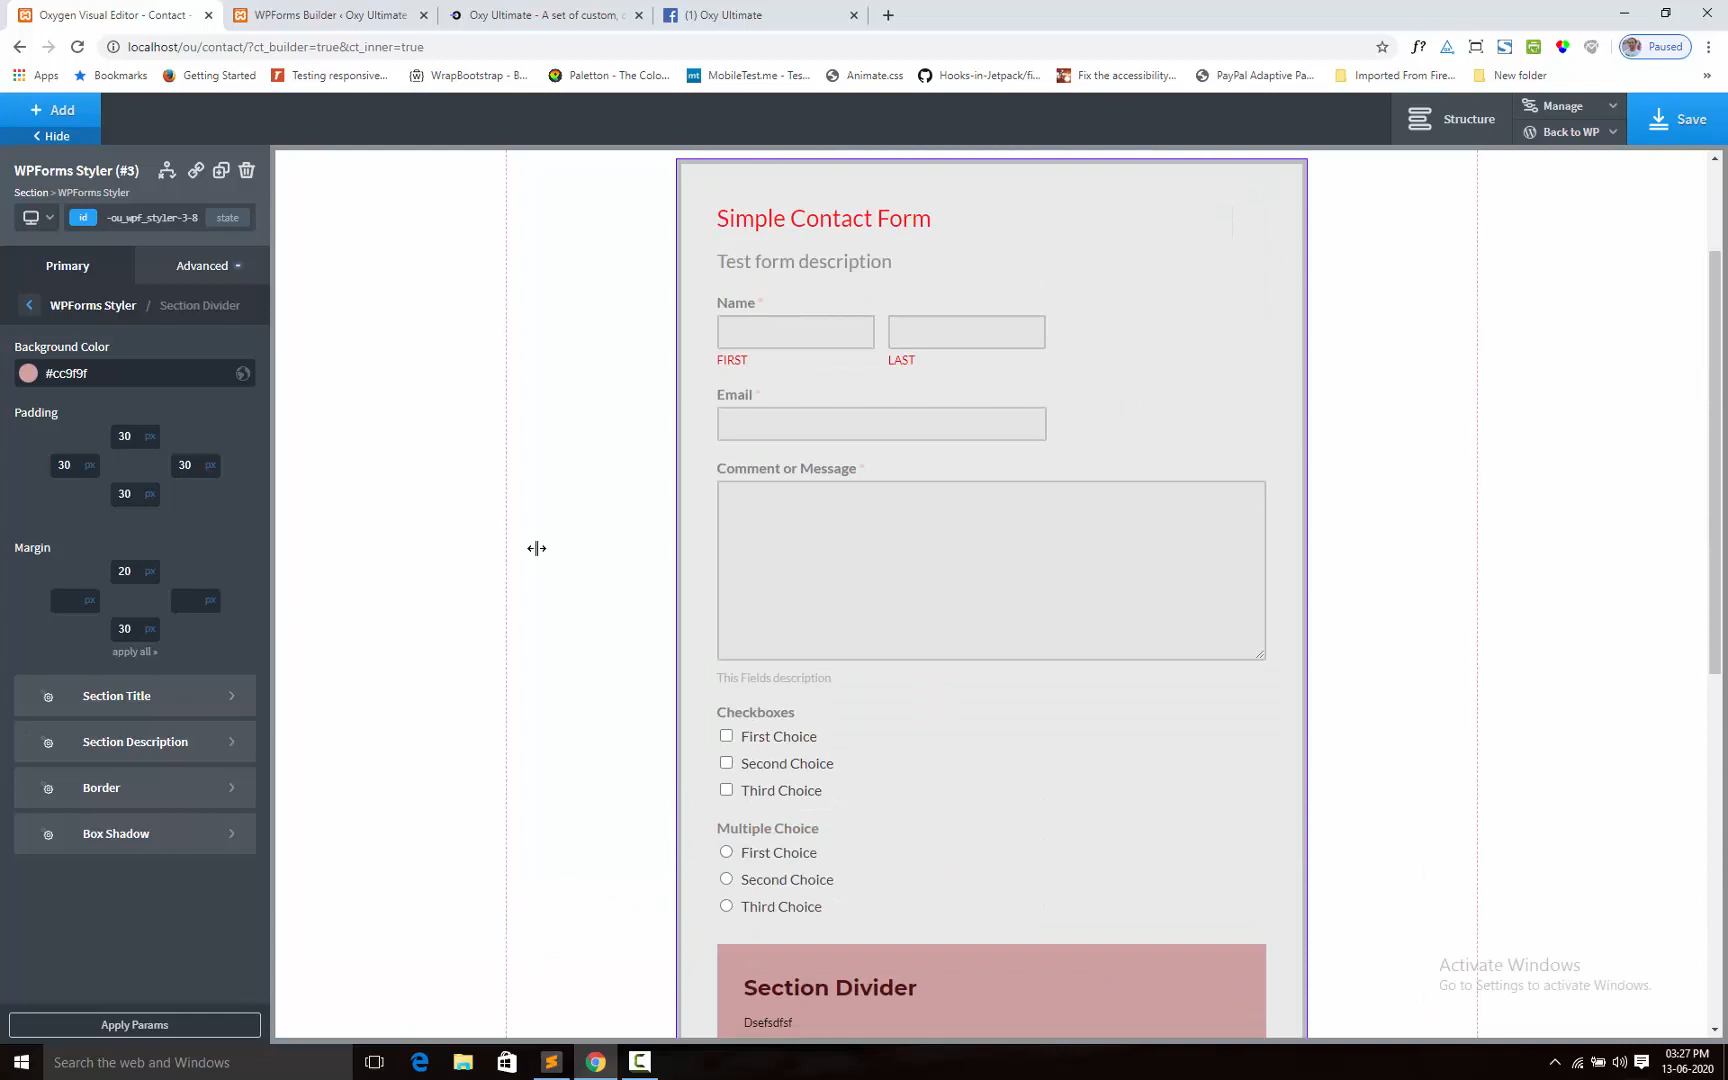 Oxygen Visual Editor - Contact -
WPForms Builder ‹ Oxy Ultimate
Oxy Ultimate - A set of custom, c
(1) Oxy Ultimate
localhost/ou/contact/?ct_builder=true&ct_inner=true
f?
Paused
Apps
Bookmarks
Getting Started
Testing responsive...
WrapBootstrap - B...
Paletton - The Colo...
MobileTest.me - Tes...
Animate.css
Hooks-in-Jetpack/fi...
Fix the accessibility...
PayPal Adaptive Pa...
Imported From Fire...
New folder
»
+ Add
Hide
Structure
Manage
Back to WP
Save
WPForms Styler (#3)
Section > WPForms Styler
id
-ou_wpf_styler-3-8
state
Primary
Advanced
WPForms Styler / Section Divider
Background Color
#cc9f9f
Padding
30 px
30 px
30 px
30 px
Margin
20 px
px
px
30 px
apply all »
Section Title
Section Description
Border
Box Shadow
Apply Params
Simple Contact Form
Test form description
Name *
FIRST
LAST
Email *
Comment or Message *
This Fields description
Checkboxes
First Choice
Second Choice
Third Choice
Multiple Choice
First Choice
Second Choice
Third Choice
Section Divider
Dsefsdfsf
Activate Windows
Go to Settings to activate Windows.
Search the web and Windows
03:27 PM
13-06-2020